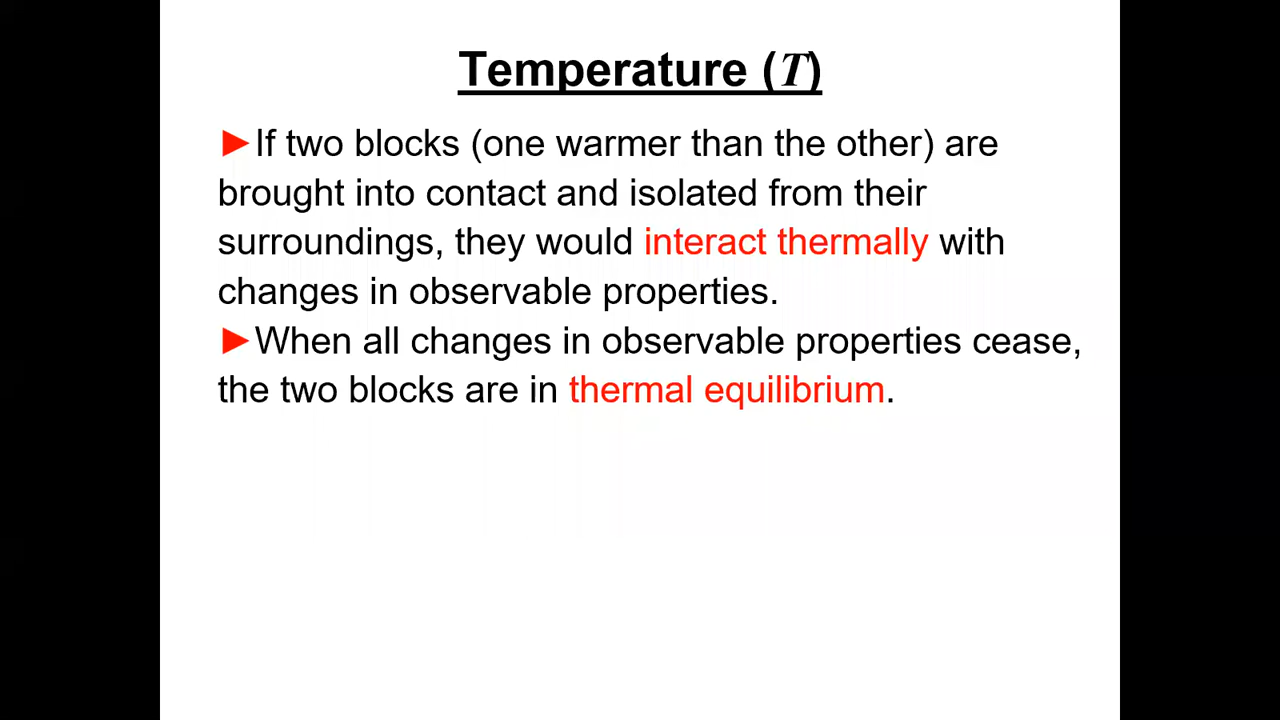 Temperature (T)
►If two blocks (one warmer than the other) are
brought into contact and isolated from their
surroundings, they would interact thermally with
changes in observable properties.
►When all changes in observable properties cease,
the two blocks are in thermal equilibrium.